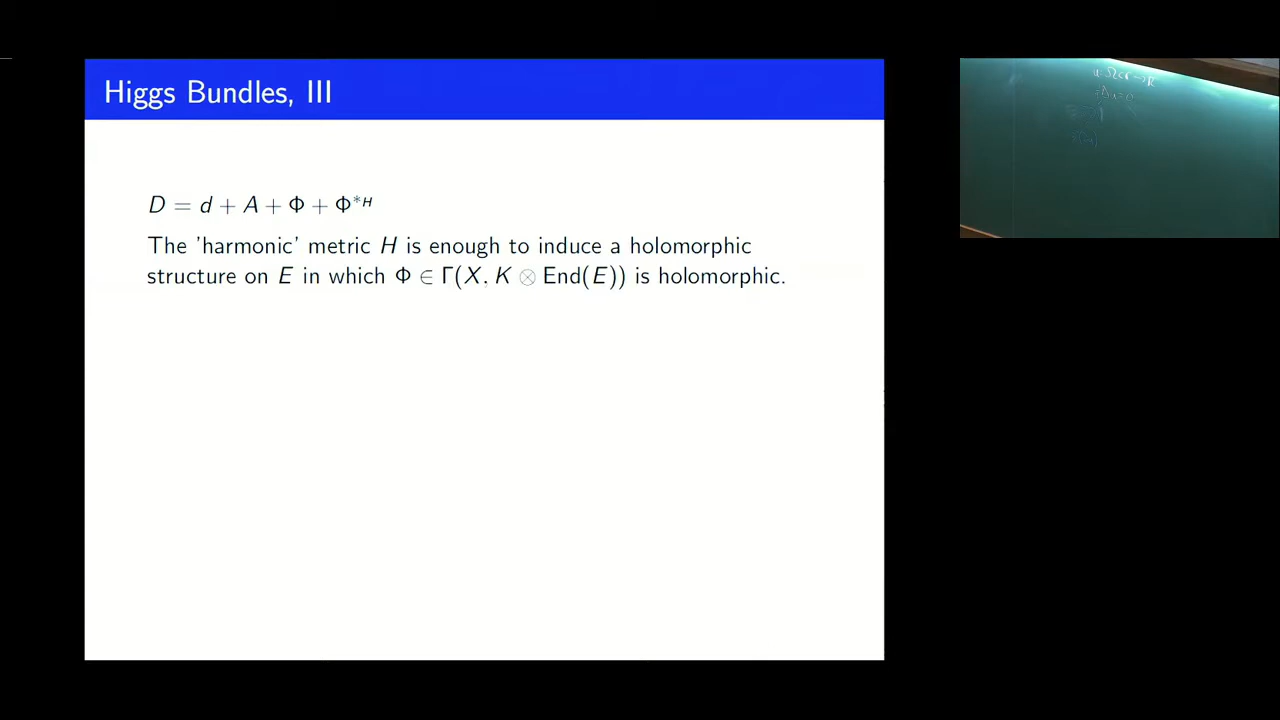 Higgs Bundles, III
D = d + A + Φ + Φ*ᴴ
The 'harmonic' metric H is enough to induce a holomorphic
structure on E in which Φ ∈ Γ(X, K ⊗ End(E)) is holomorphic.